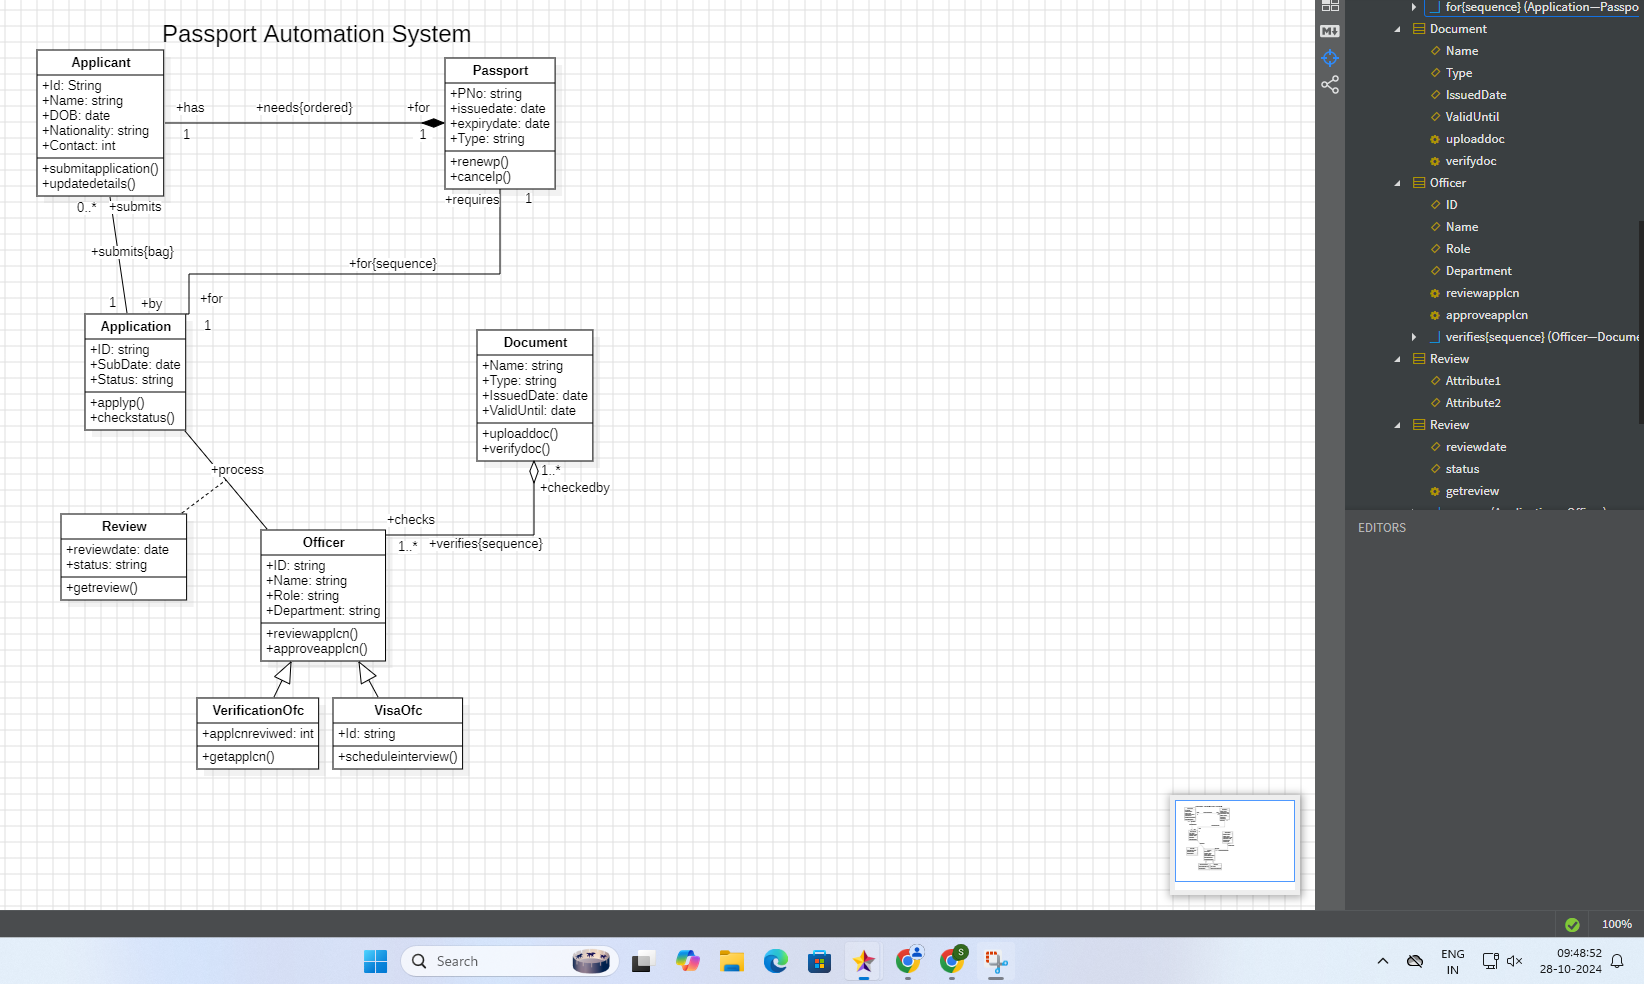 Passport Automation System
Applicant
+Id: String
+Name: string
+DOB: date
+Nationality: string
+Contact: int
+submitapplication()
+updatedetails()
+has
+needs{ordered}
+for
1
1
Passport
+PNo: string
+issuedate: date
+expirydate: date
+Type: string
+renewp()
+cancelp()
+requires
1
0..*
+submits
+submits{bag}
1
+by
+for{sequence}
+for
1
Application
+ID: string
+SubDate: date
+Status: string
+applyp()
+checkstatus()
Document
+Name: string
+Type: string
+IssuedDate: date
+ValidUntil: date
+uploaddoc()
+verifydoc()
1..*
+checkedby
+process
+checks
1..*
+verifies{sequence}
Review
+reviewdate: date
+status: string
+getreview()
Officer
+ID: string
+Name: string
+Role: string
+Department: string
+reviewapplcn()
+approveapplcn()
VerificationOfc
+applcnreviwed: int
+getapplcn()
VisaOfc
+Id: string
+scheduleinterview()
M
for{sequence} (Application—Passpo
Document
Name
Type
IssuedDate
ValidUntil
uploaddoc
verifydoc
Officer
ID
Name
Role
Department
reviewapplcn
approveapplcn
verifies{sequence} (Officer—Docume
Review
Attribute1
Attribute2
Review
reviewdate
status
getreview
EDITORS
100%
Search
S
ENG
IN
09:48:52
28-10-2024